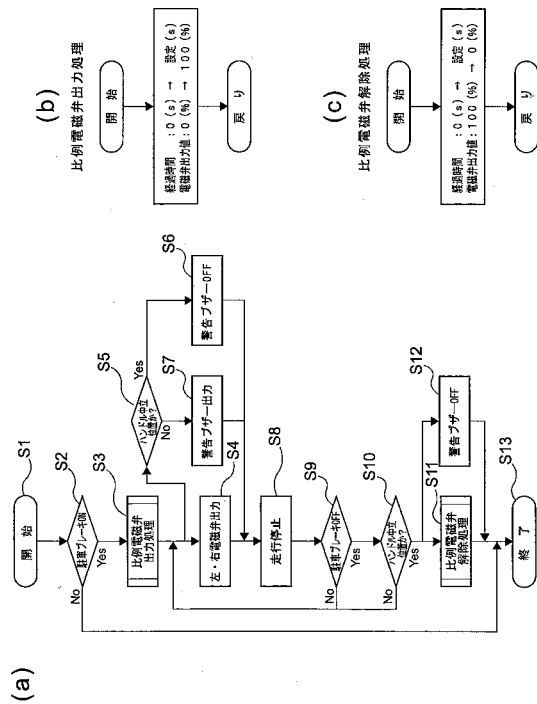 (a)
開始
S1
駐車ブレーキON
S2
No
Yes
比例電磁弁
出力処理
S3
ハンドル中立
位置か?
S5
Yes
No
警告ブザーOFF
S6
警告ブザー出力
S7
左・右電磁弁出力
S4
走行停止
S8
駐車ブレーキOFF
S9
No
Yes
ハンドル中立
位置か?
S10
No
Yes
比例電磁弁
解除処理
S11
警告ブザーOFF
S12
終了
S13
(b)
比例電磁弁出力処理
開始
経過時間 :0(s) → 設定(s)
電磁弁出力値:0(%) → 100(%)
戻り
(c)
比例電磁弁解除処理
開始
経過時間 :0(s) → 設定(s)
電磁弁出力値:100(%) → 0(%)
戻り